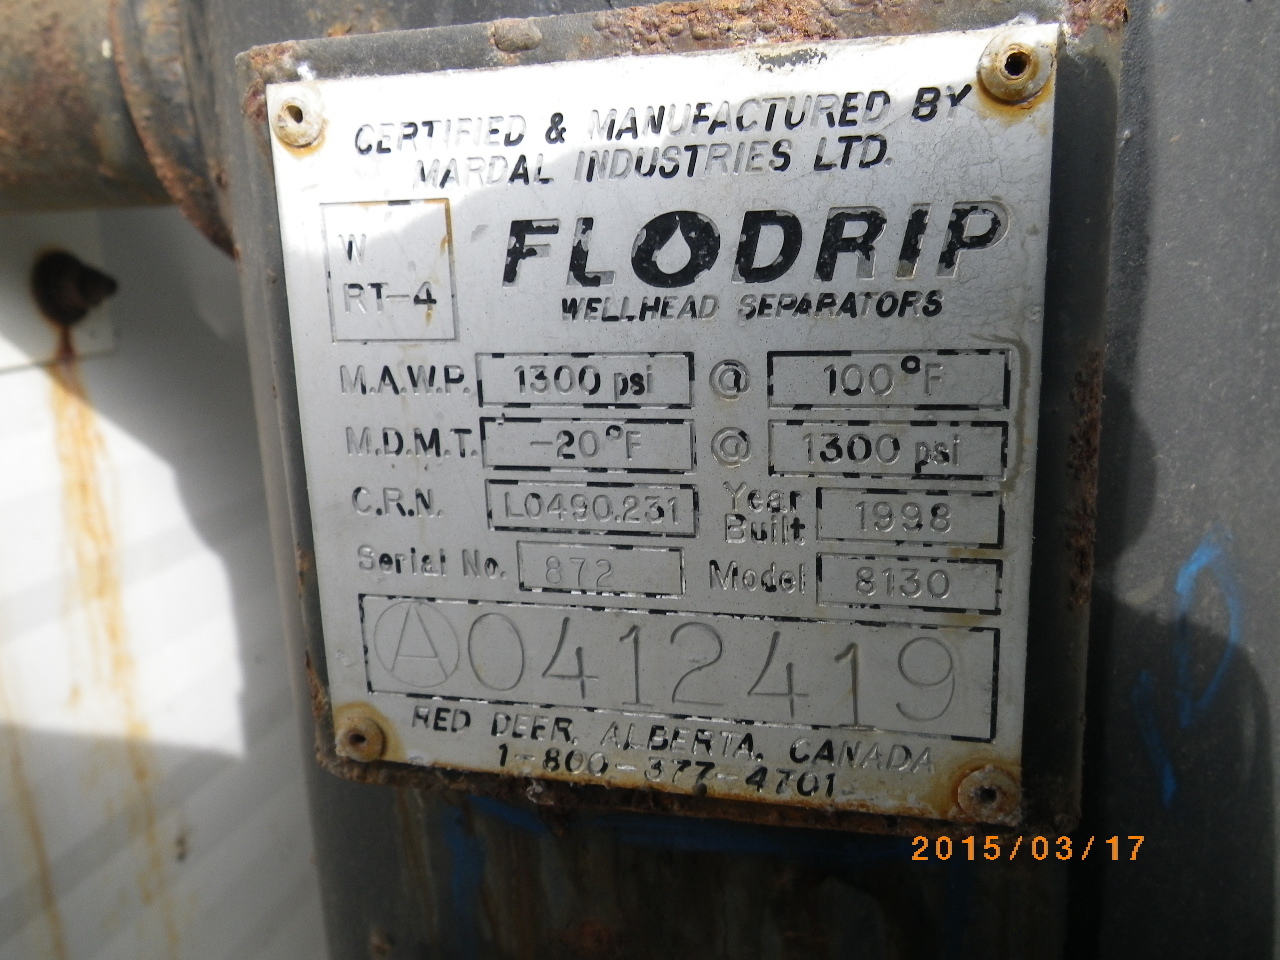 CERTIFIED & MANUFACTURED BY
MARDAL INDUSTRIES LTD.
W
RT-4
FLODRIP
WELLHEAD SEPARATORS
M.A.W.P. 1300 psi @ 100°F
M.D.M.T. -20°F @ 1300 psi
C.R.N. L0490.231 Year Built 1998
Serial No. 872 Model 8130
A0412419
RED DEER, ALBERTA, CANADA
1-800-377-4701
2015/03/17